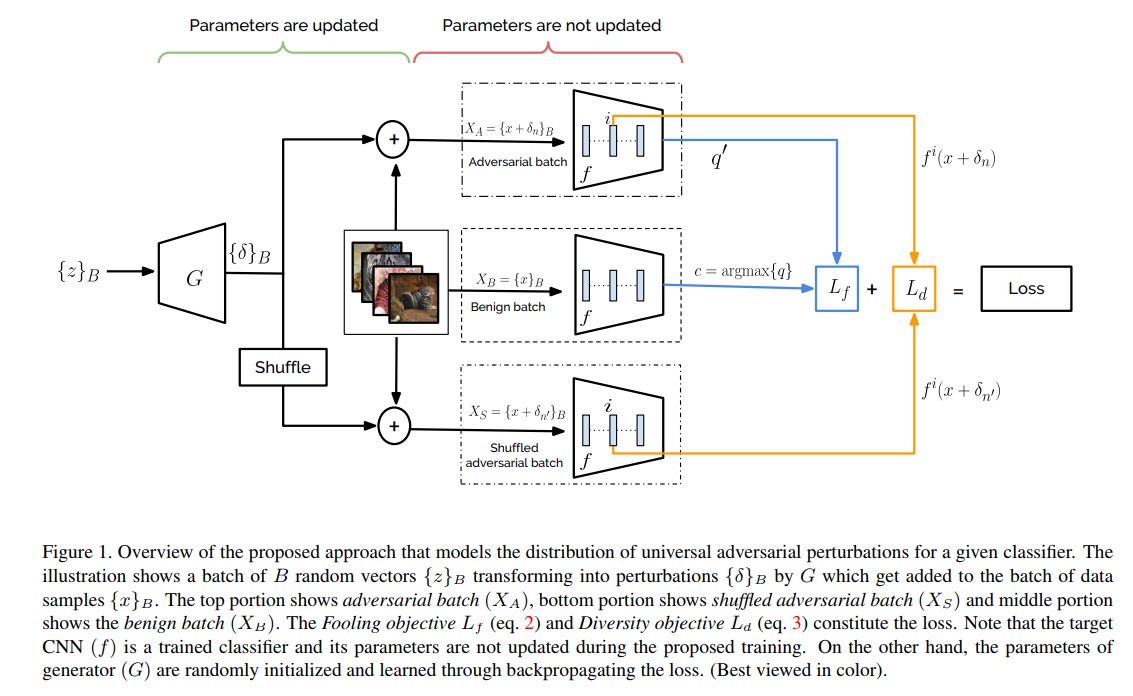 Parameters are updated
Parameters are not updated
{z}_B
G
{δ}_B
Shuffle
+
+
X_A = {x + δ_n}_B
Adversarial batch
i
f
X_B = {x}_B
Benign batch
f
X_S = {x + δ_{n'}}_B
Shuffled
adversarial batch
i
f
q′
c = argmax{q}
f^i(x + δ_n)
L_f
+
L_d
=
Loss
f^i(x + δ_{n'})
Figure 1. Overview of the proposed approach that models the distribution of universal adversarial perturbations for a given classifier. The
illustration shows a batch of B random vectors {z}_B transforming into perturbations {δ}_B by G which get added to the batch of data
samples {x}_B. The top portion shows adversarial batch (X_A), bottom portion shows shuffled adversarial batch (X_S) and middle portion
shows the benign batch (X_B). The Fooling objective L_f (eq. 2) and Diversity objective L_d (eq. 3) constitute the loss. Note that the target
CNN (f) is a trained classifier and its parameters are not updated during the proposed training. On the other hand, the parameters of
generator (G) are randomly initialized and learned through backpropagating the loss. (Best viewed in color).